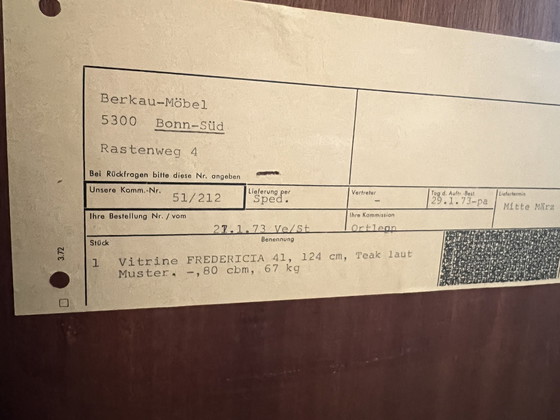 Berkau-Möbel
5300 Bonn-Süd
Rastenweg 4
Bei Rückfragen bitte diese Nr. angeben
Unsere Komm.-Nr. 51/212
Lieferung per Sped.
Vertreter -
Tag d. Auftr.-Best. 29.1.73-pa
Liefertermin Mitte März
Ihre Bestellung Nr. / vom 27.1.73 Ve/St
Ihre Kommission
Stück Benennung
1 Vitrine FREDERICIA 41, 124 cm, Teak laut
Muster. -,80 cbm, 67 kg
3.72